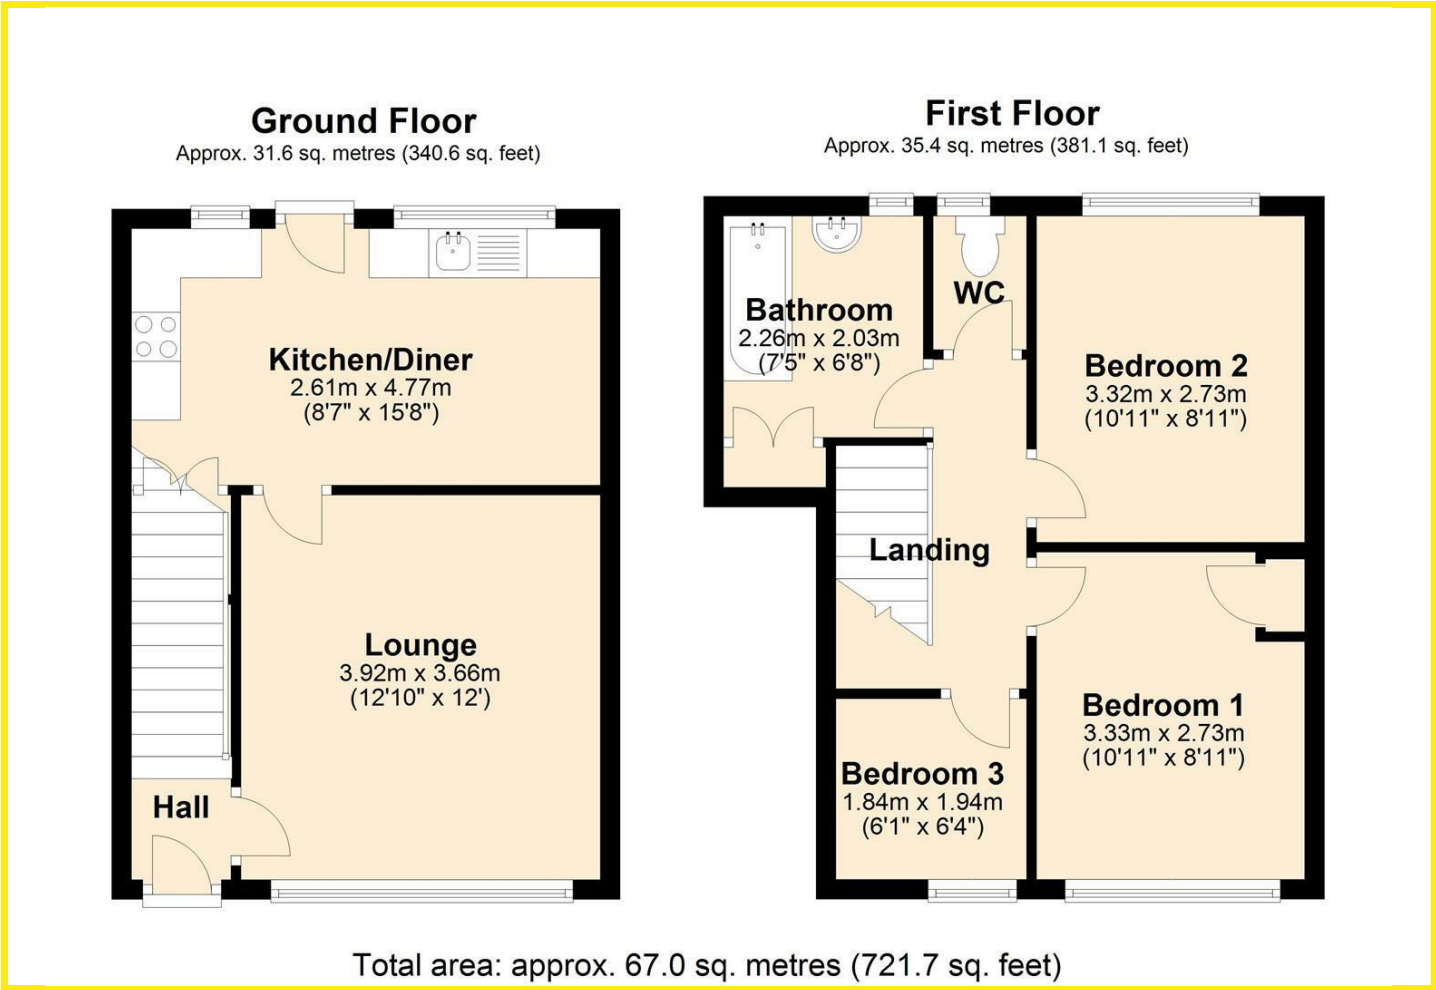 Ground Floor
Approx. 31.6 sq. metres (340.6 sq. feet)
First Floor
Approx. 35.4 sq. metres (381.1 sq. feet)
Kitchen/Diner
2.61m x 4.77m
(8'7" x 15'8")
Lounge
3.92m x 3.66m
(12'10" x 12')
Hall
Bathroom
2.26m x 2.03m
(7'5" x 6'8")
WC
Bedroom 2
3.32m x 2.73m
(10'11" x 8'11")
Landing
Bedroom 1
3.33m x 2.73m
(10'11" x 8'11")
Bedroom 3
1.84m x 1.94m
(6'1" x 6'4")
Total area: approx. 67.0 sq. metres (721.7 sq. feet)